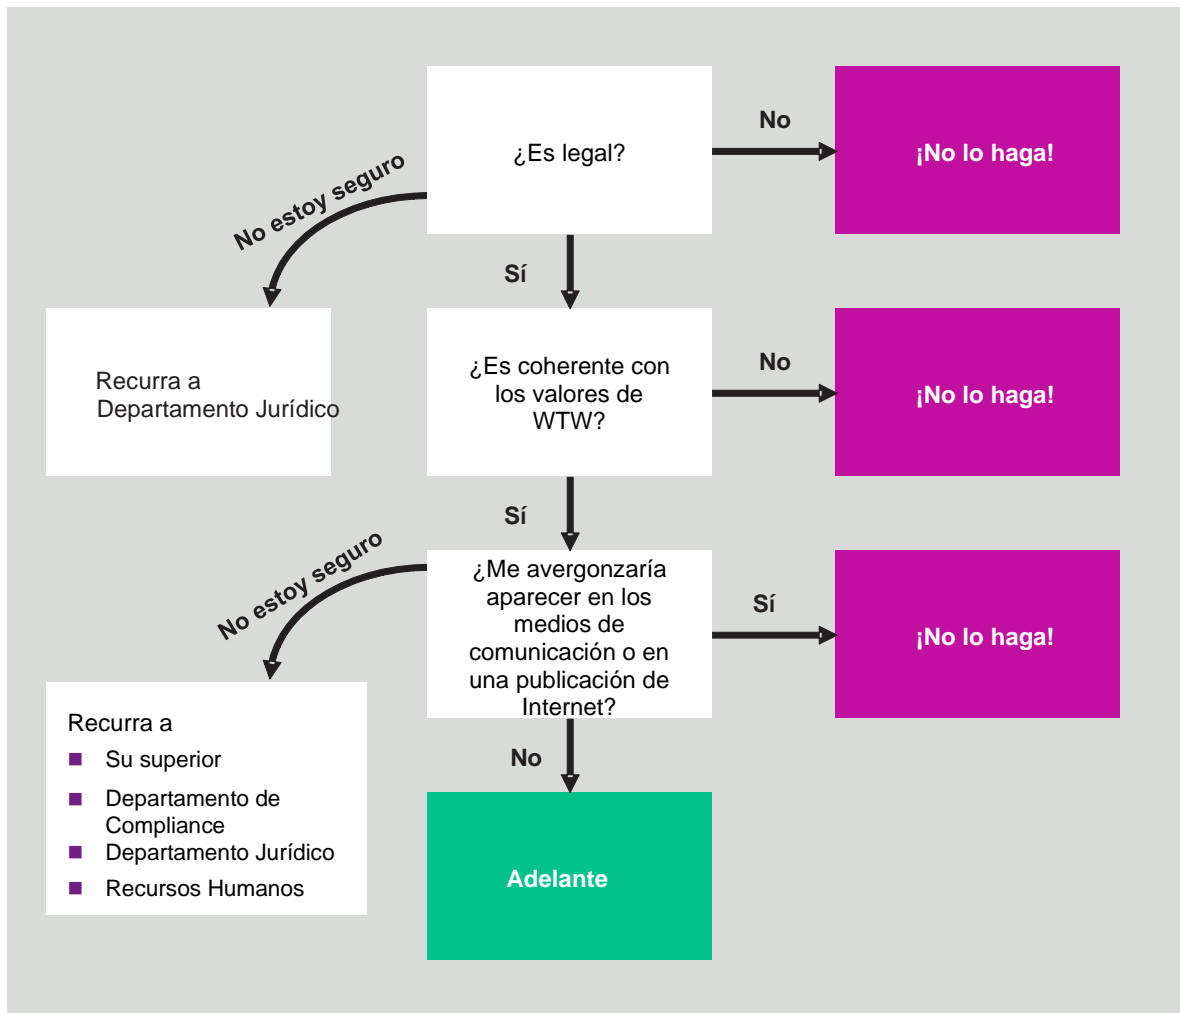 ¿Es legal?
No
¡No lo haga!
No estoy seguro
Sí
Recurra a
Departamento Jurídico
¿Es coherente con
los valores de
WTW?
No
¡No lo haga!
Sí
No estoy seguro
¿Me avergonzaría
aparecer en los
medios de
comunicación o en
una publicación de
Internet?
Sí
¡No lo haga!
Recurra a
Su superior
Departamento de
Compliance
Departamento Jurídico
Recursos Humanos
No
Adelante